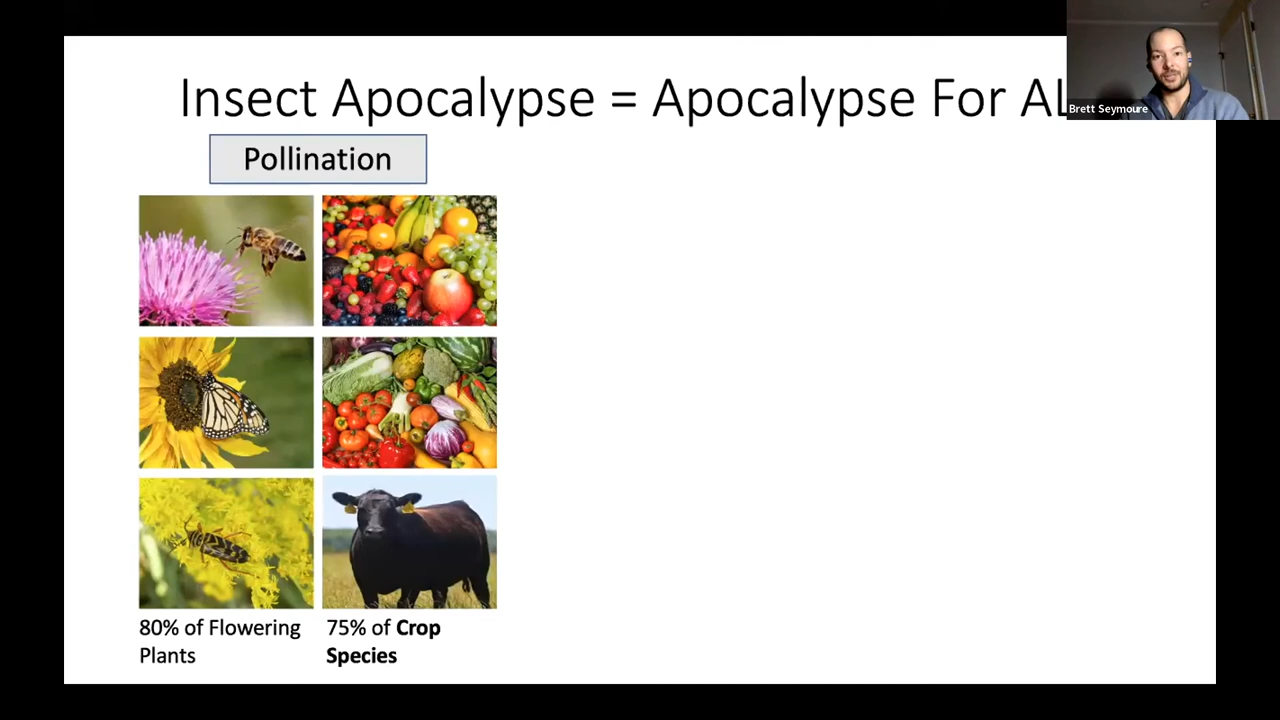 Insect Apocalypse = Apocalypse For AL
Brett Seymoure
Pollination
80% of Flowering
Plants
75% of Crop
Species